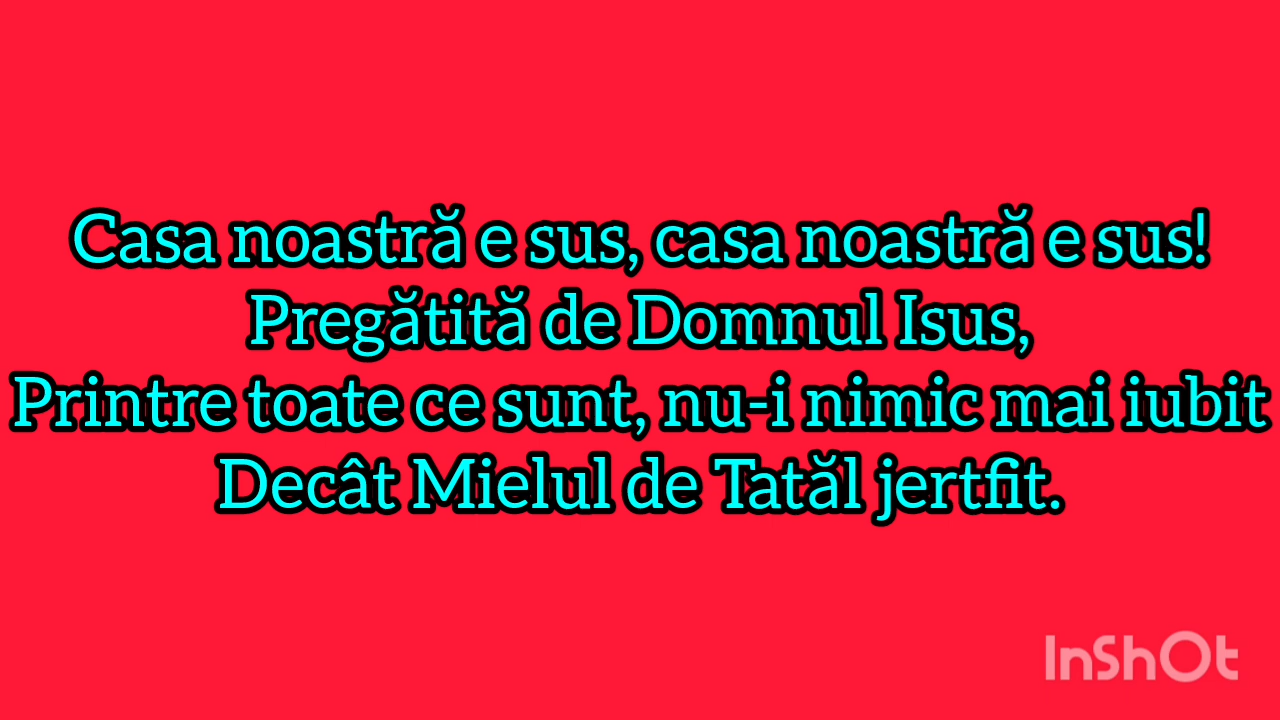 Casa noastră e sus, casa noastră e sus!
Pregătită de Domnul Isus,
Printre toate ce sunt, nu-i nimic mai iubit
Decât Mielul de Tatăl jertfit.
InShOt